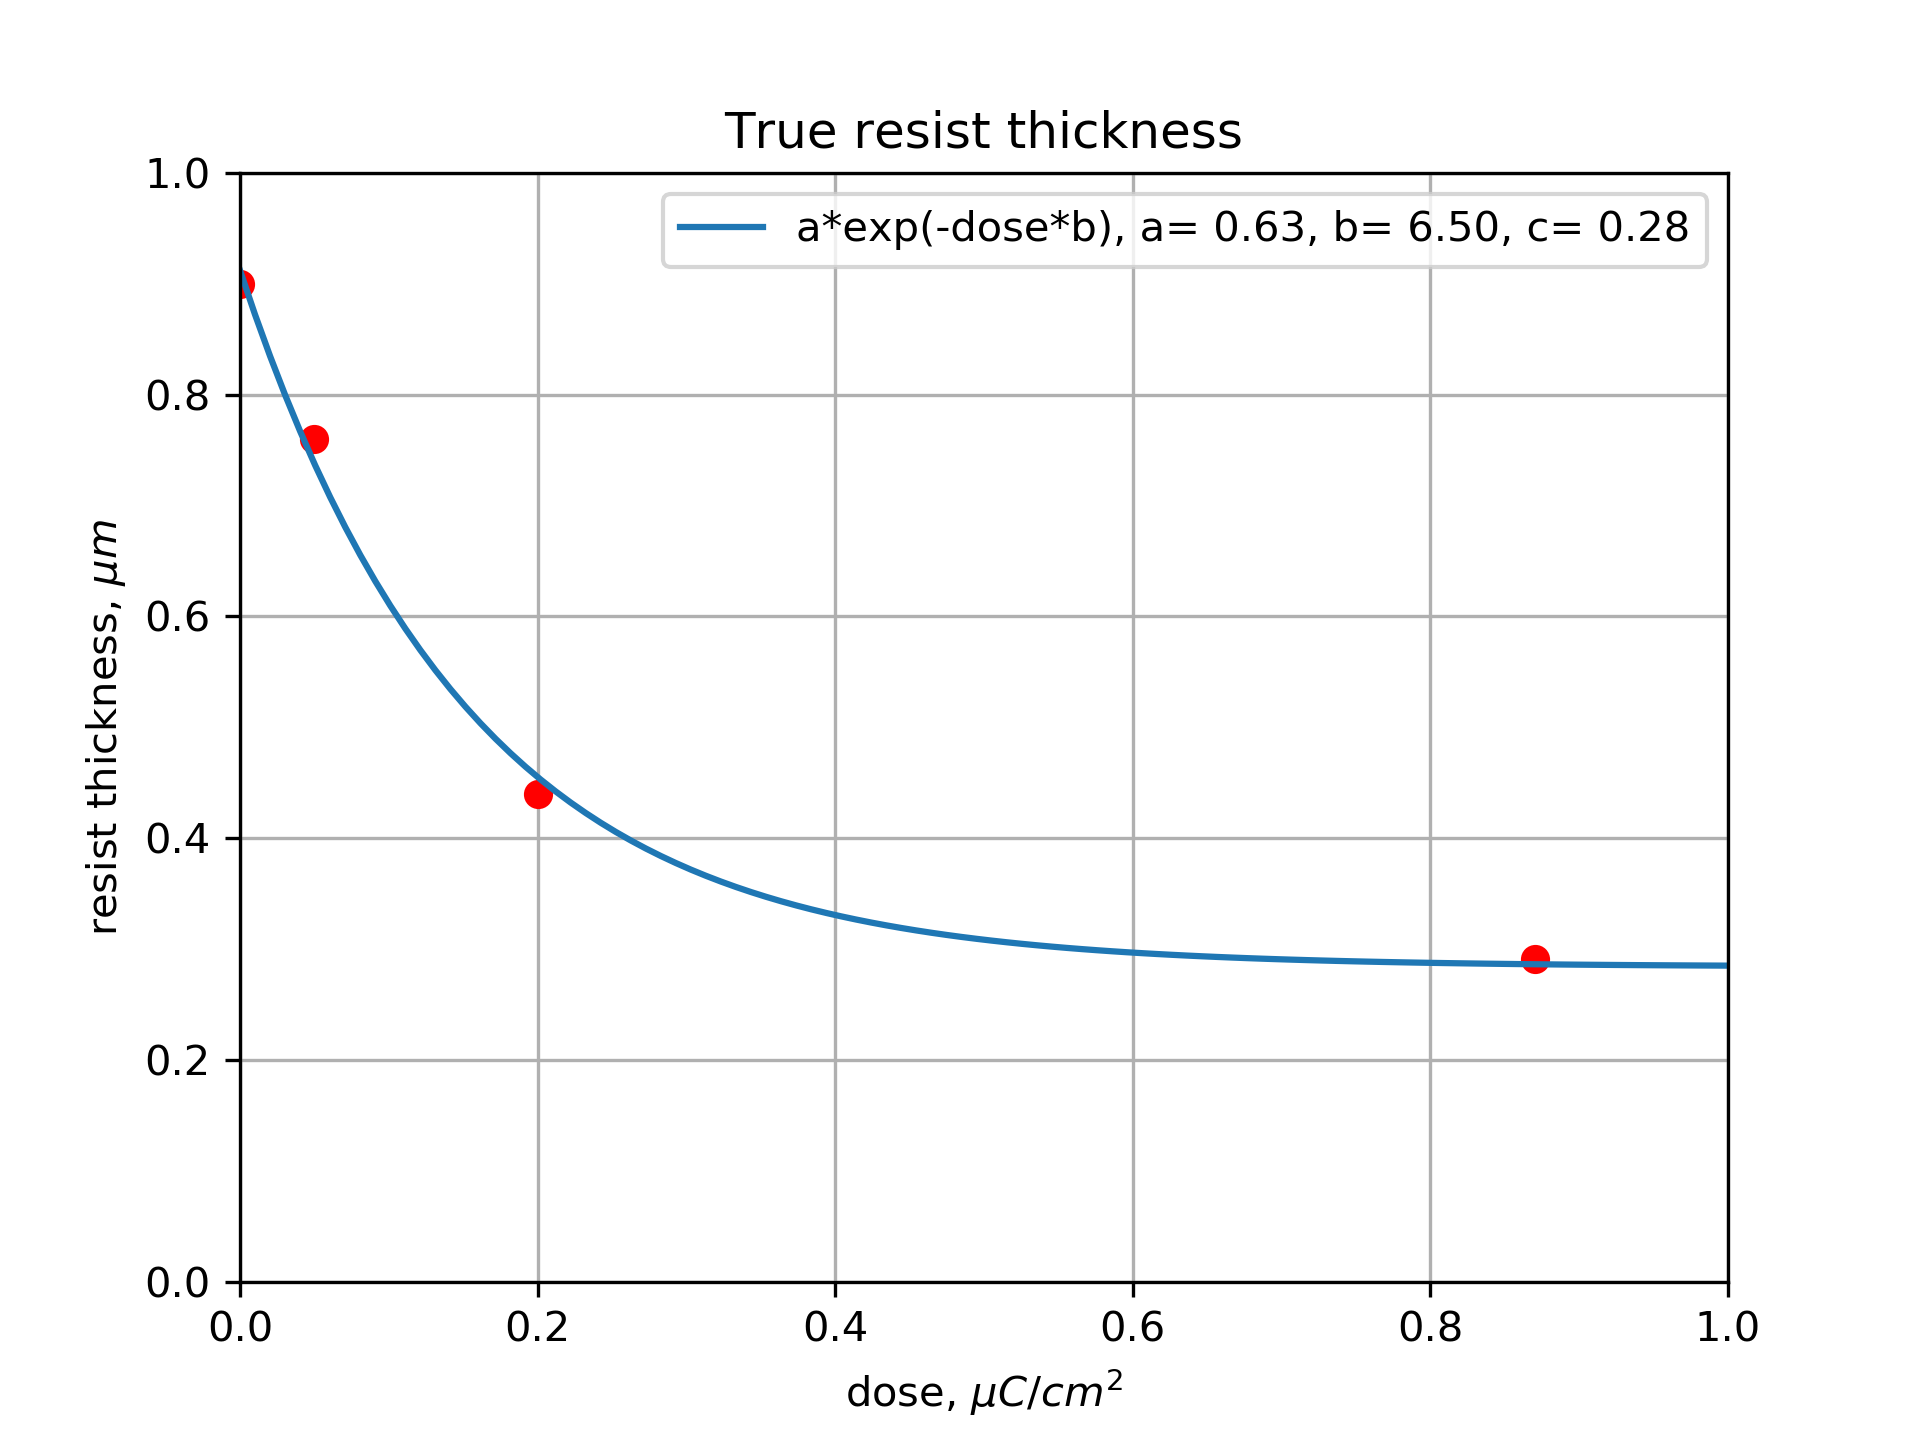 True resist thickness
a*exp(-dose*b), a= 0.63, b= 6.50, c= 0.28
resist thickness, μm
1.0
0.8
0.6
0.4
0.2
0.0
0.0 0.2 0.4 0.6 0.8 1.0
dose, μC/cm²